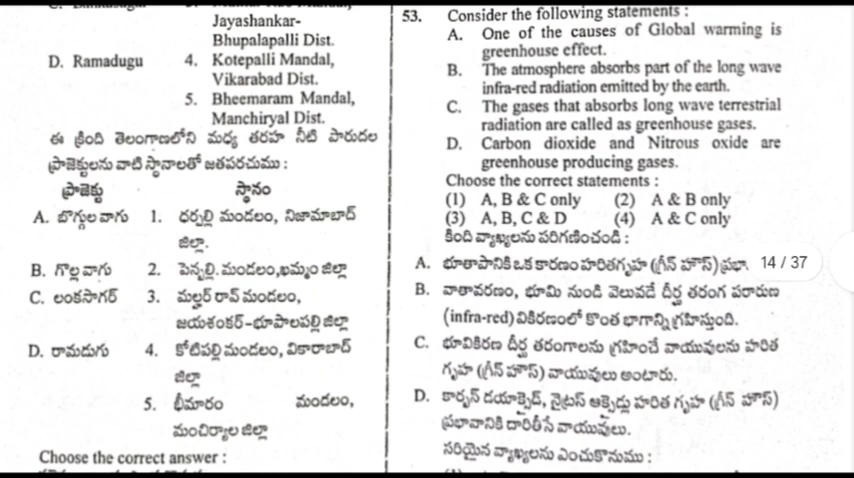 Jayashankar-
Bhupalapalli Dist.
D. Ramadugu 4. Kotepalli Mandal,
Vikarabad Dist.
5. Bheemaram Mandal,
Manchiryal Dist.
ఈ క్రింది తెలంగాణలోని మధ్య తరహ నీటి పారుదల
ప్రాజెక్టులను వాటి స్థానాలతో జతపరచుము :
ప్రాజెక్టు స్థానం
A. బొగ్గుల వాగు 1. ధర్పల్లి మండలం, నిజామాబాద్
జిల్లా.
B. గొల్ల వాగు 2. పెన్బల్లి. మండలం,ఖమ్మం జిల్లా
C. లంకసాగర్ 3. మల్హర్ రావ్ మండలం,
జయశంకర్-భూపాలపల్లి జిల్లా
D. రామడుగు 4. కోటిపల్లి మండలం, వికారాబాద్
జిల్లా
5. భీమారం మండలం,
మంచిర్యాల జిల్లా
Choose the correct answer :
53. Consider the following statements :
A. One of the causes of Global warming is
greenhouse effect.
B. The atmosphere absorbs part of the long wave
infra-red radiation emitted by the earth.
C. The gases that absorbs long wave terrestrial
radiation are called as greenhouse gases.
D. Carbon dioxide and Nitrous oxide are
greenhouse producing gases.
Choose the correct statements :
(1) A, B & C only (2) A & B only
(3) A, B, C & D (4) A & C only
కింది వ్యాఖ్యలను పరిగణించండి :
A. భూతాపానికి ఒక కారణం హరితగృహ (గ్రీన్ హౌస్) ప్రభా 14 / 37
B. వాతావరణం, భూమి నుండి వెలువడే దీర్ఘ తరంగ పరారుణ
(infra-red) వికిరణంలో కొంత భాగాన్ని గ్రహిస్తుంది.
C. భూవికిరణ దీర్ఘ తరంగాలను గ్రహించే వాయువులను హరిత
గృహ (గ్రీన్ హౌస్) వాయువులు అంటారు.
D. కార్బన్ డయాక్సైడ్, నైట్రస్ ఆక్సైడ్లు హరిత గృహ (గ్రీన్ హౌస్)
ప్రభావానికి దారితీసే వాయువులు.
సరియైన వ్యాఖ్యలను ఎంచుకొనుము :